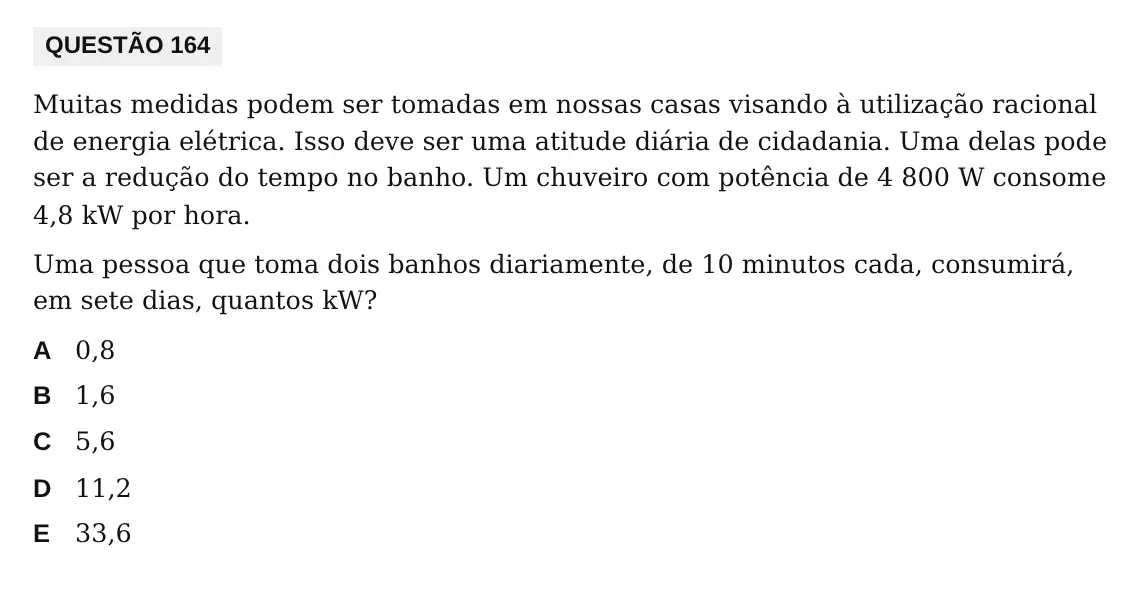 QUESTÃO 164
Muitas medidas podem ser tomadas em nossas casas visando à utilização racional
de energia elétrica. Isso deve ser uma atitude diária de cidadania. Uma delas pode
ser a redução do tempo no banho. Um chuveiro com potência de 4 800 W consome
4,8 kW por hora.
Uma pessoa que toma dois banhos diariamente, de 10 minutos cada, consumirá,
em sete dias, quantos kW?
A 0,8
B 1,6
C 5,6
D 11,2
E 33,6